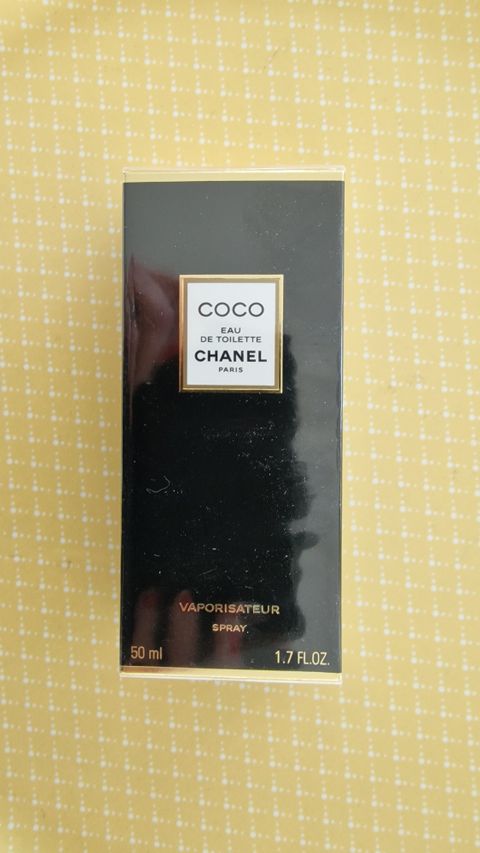 COCO
EAU
DE TOILETTE
CHANEL
PARIS
VAPORISATEUR
SPRAY
50 ml 1.7 FL.OZ.